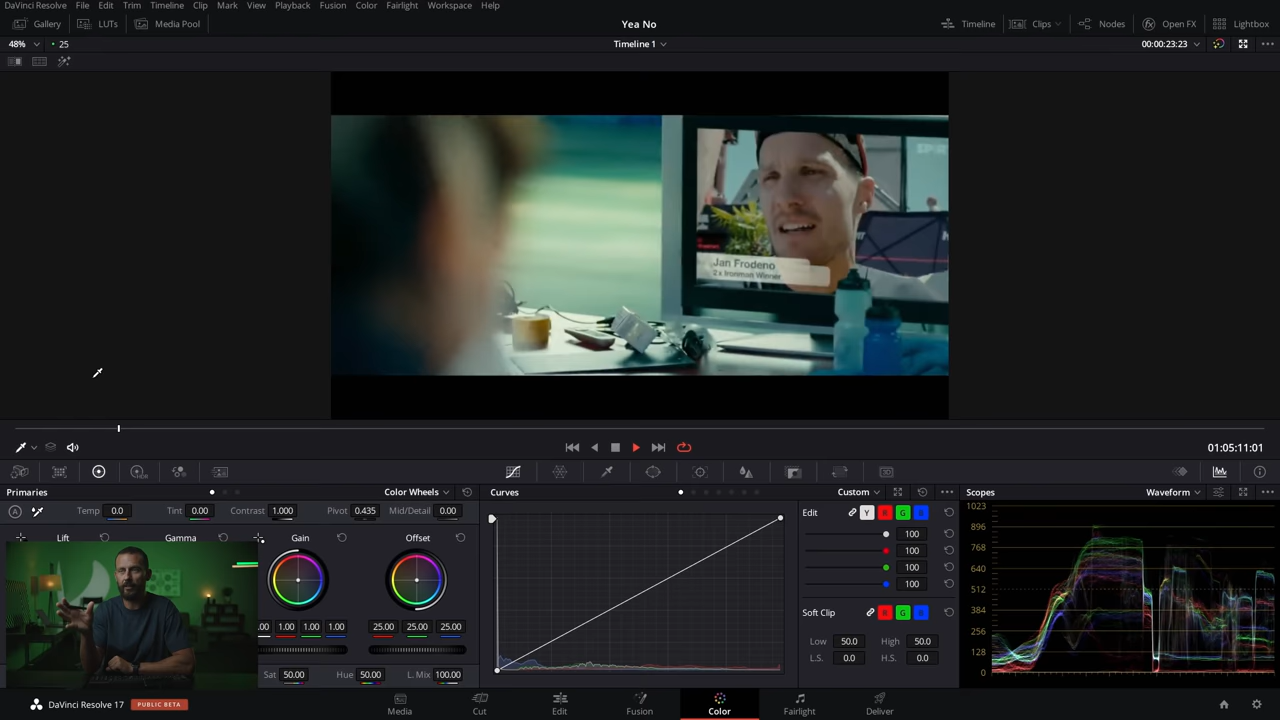 DaVinci Resolve File Edit Trim Timeline Clip Mark View Playback Fusion Color Fairlight Workspace Help
Gallery LUTs Media Pool Yea No Timeline Clips Nodes Open FX Lightbox
48% 25 Timeline 1 00:00:23:23
Jan Frodeno
2x Ironman Winner
01:05:11:01
Primaries Color Wheels Curves Custom Scopes Waveform
A Temp 0.0 Tint 0.00 Contrast 1.000 Pivot 0.435 Mid/Detail 0.00
Edit Y R G B
Lift Gamma Gain Offset
100
100
100
100
Soft Clip R G B
.00 1.00 1.00 1.00 25.00 25.00 25.00
Low 50.0 High 50.0
L.S. 0.0 H.S. 0.0
Sat 50.00 Hue 50.00 L. Mix 100.00
1023
896
768
640
512
384
256
128
0
DaVinci Resolve 17 PUBLIC BETA
Media Cut Edit Fusion Color Fairlight Deliver